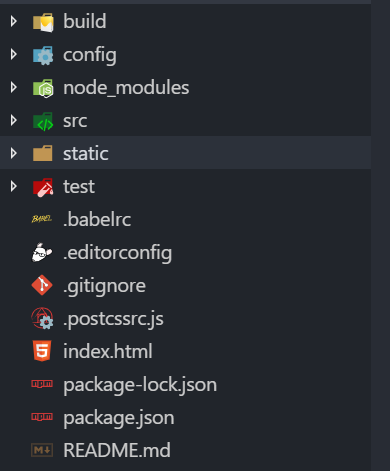 build
config
node_modules
src
static
test
.babelrc
.editorconfig
.gitignore
.postcssrc.js
index.html
package-lock.json
package.json
README.md